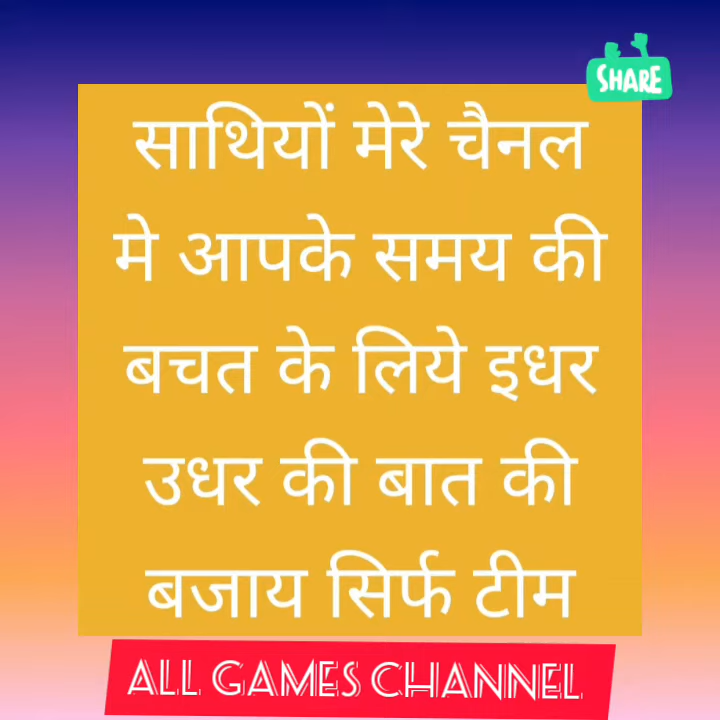 SHARE
साथियों मेरे चैनल
मे आपके समय की
बचत के लिये इधर
उधर की बात की
बजाय सिर्फ टीम
ALL GAMES CHANNEL